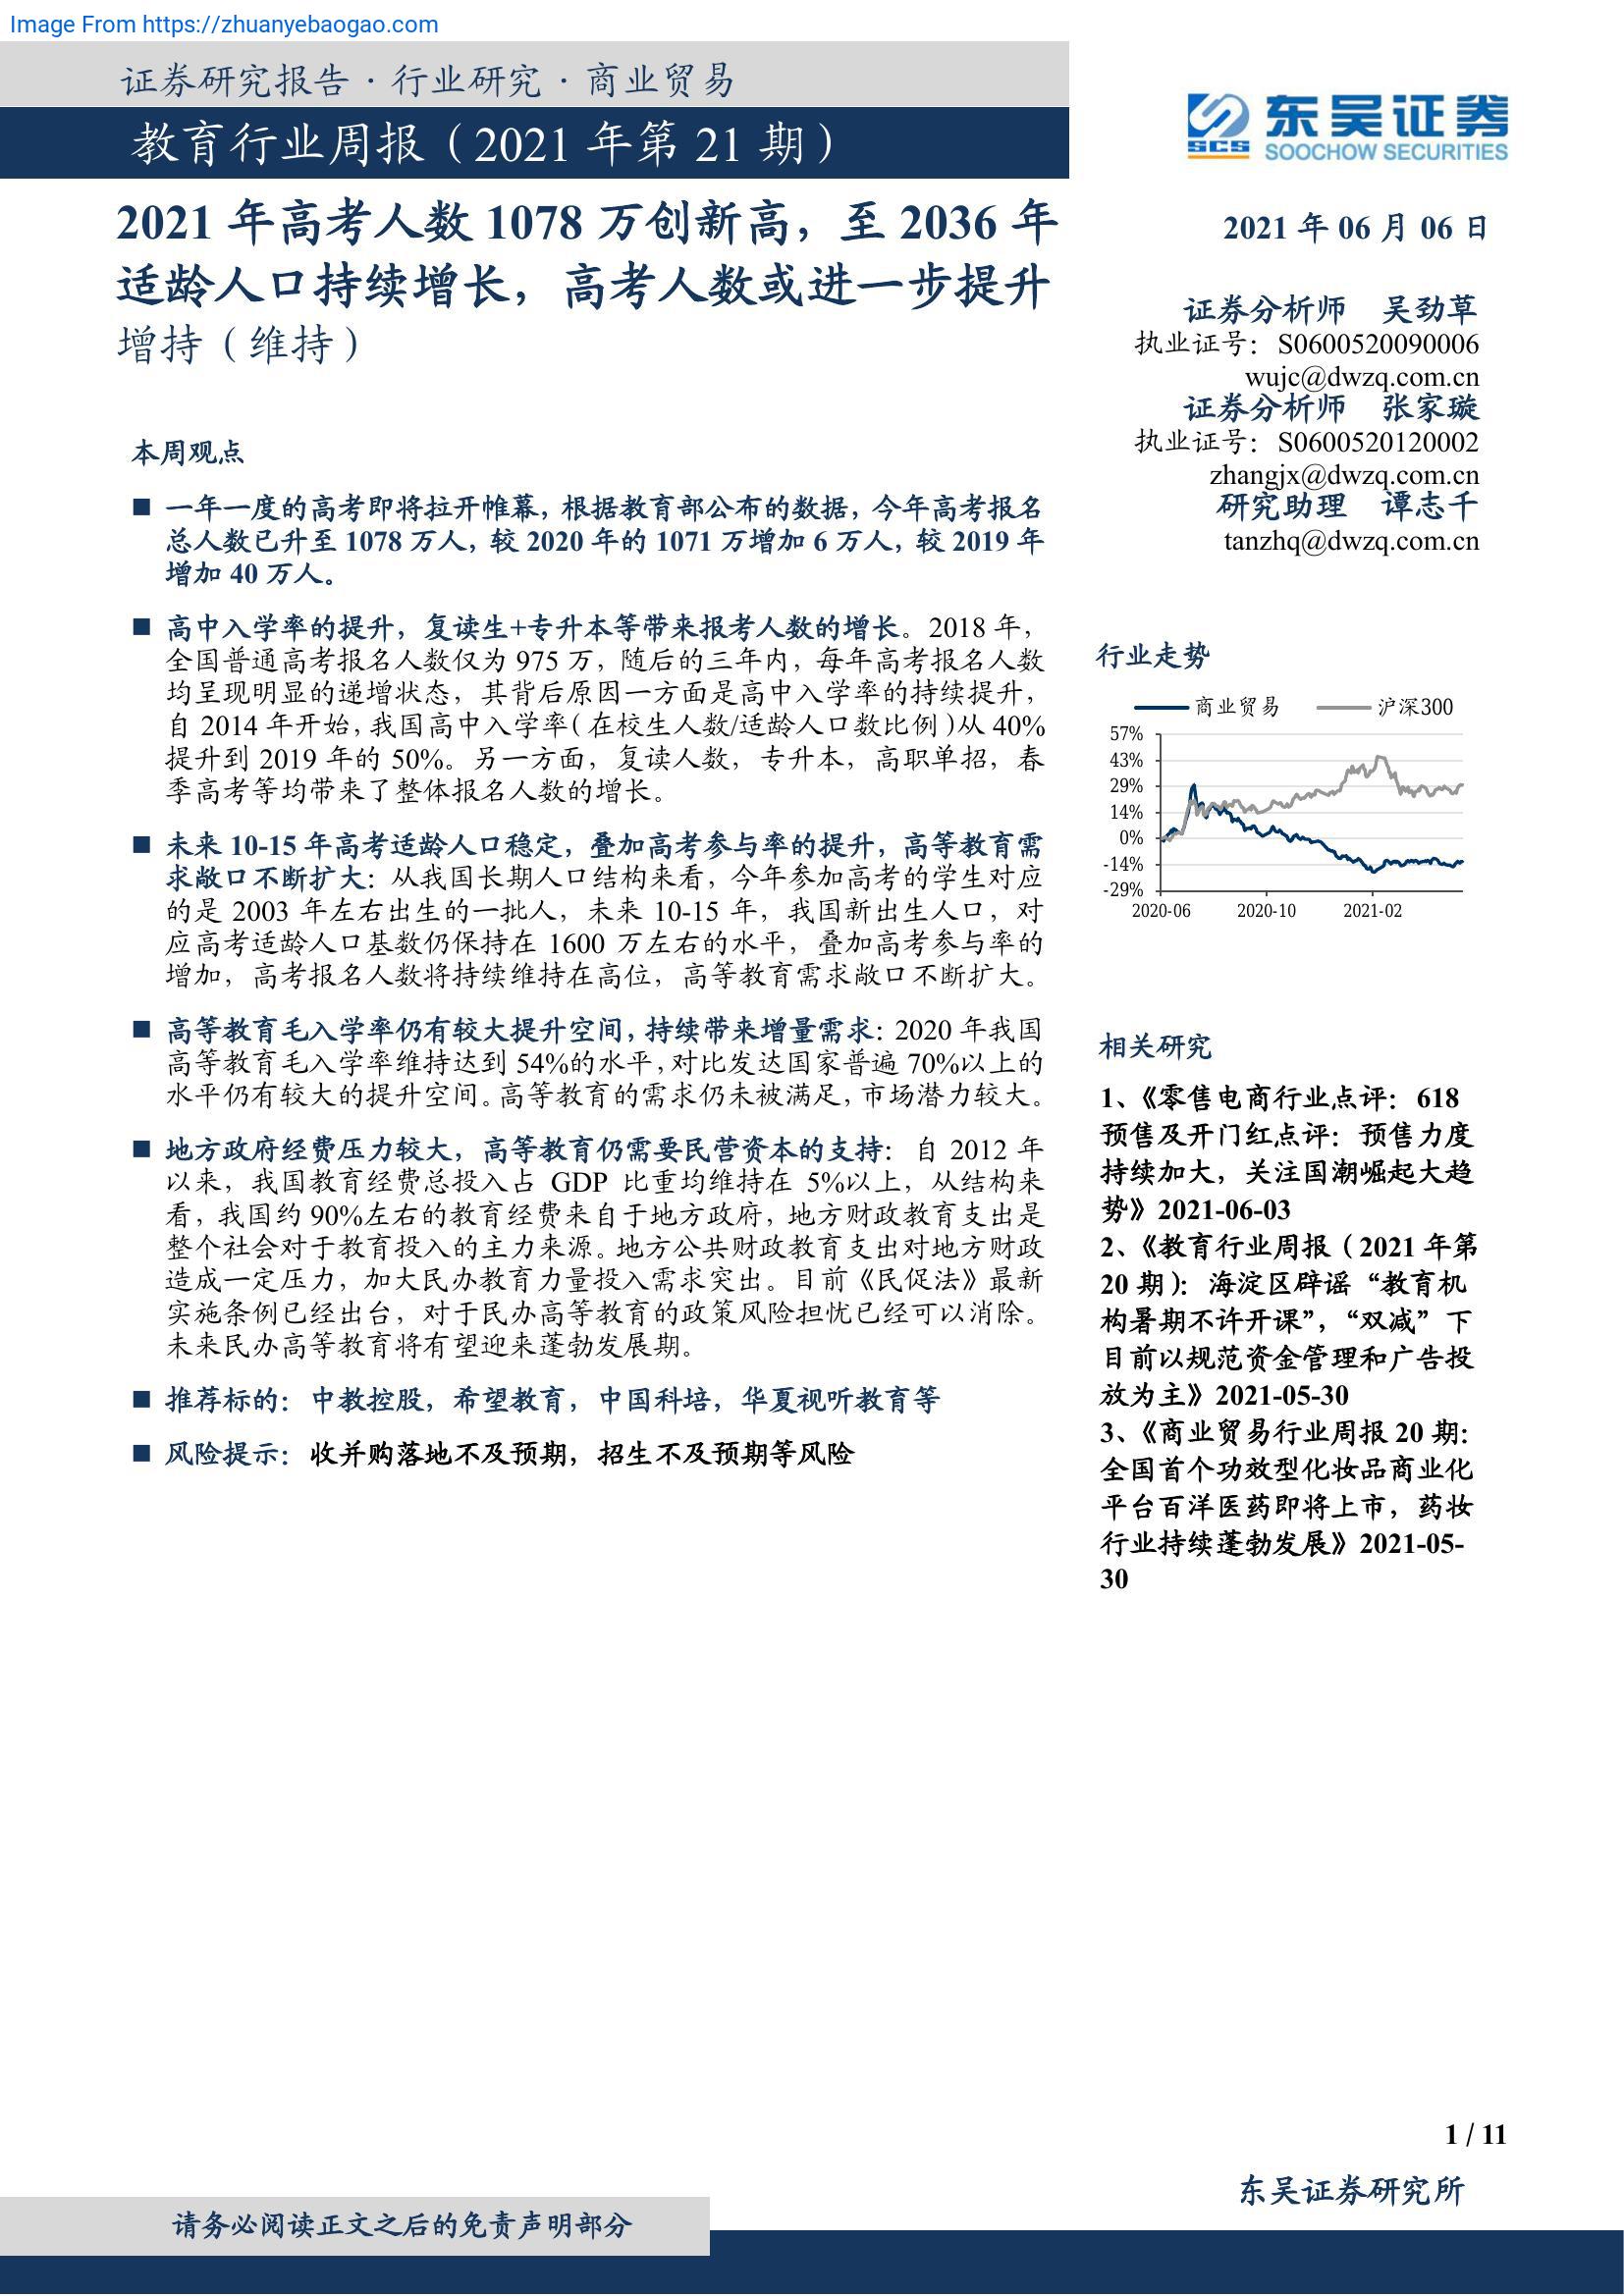 Image From https://zhuanyebaogao.com
证券研究报告·行业研究·商业贸易
教育行业周报（2021 年第 21 期）
东吴证券
SCS SOOCHOW SECURITIES
2021 年高考人数 1078 万创新高，至 2036 年
适龄人口持续增长，高考人数或进一步提升
增持（维持）
本周观点
■ 一年一度的高考即将拉开帷幕，根据教育部公布的数据，今年高考报名
总人数已升至 1078 万人，较 2020 年的 1071 万增加 6 万人，较 2019 年
增加 40 万人。
■ 高中入学率的提升，复读生+专升本等带来报考人数的增长。2018 年，
全国普通高考报名人数仅为 975 万，随后的三年内，每年高考报名人数
均呈现明显的递增状态，其背后原因一方面是高中入学率的持续提升，
自 2014 年开始，我国高中入学率（在校生人数/适龄人口数比例）从 40%
提升到 2019 年的 50%。另一方面，复读人数，专升本，高职单招，春
季高考等均带来了整体报名人数的增长。
■ 未来 10-15 年高考适龄人口稳定，叠加高考参与率的提升，高等教育需
求敞口不断扩大：从我国长期人口结构来看，今年参加高考的学生对应
的是 2003 年左右出生的一批人，未来 10-15 年，我国新出生人口，对
应高考适龄人口基数仍保持在 1600 万左右的水平，叠加高考参与率的
增加，高考报名人数将持续维持在高位，高等教育需求敞口不断扩大。
■ 高等教育毛入学率仍有较大提升空间，持续带来增量需求：2020 年我国
高等教育毛入学率维持达到 54%的水平，对比发达国家普遍 70%以上的
水平仍有较大的提升空间。高等教育的需求仍未被满足，市场潜力较大。
■ 地方政府经费压力较大，高等教育仍需要民营资本的支持：自 2012 年
以来，我国教育经费总投入占 GDP 比重均维持在 5%以上，从结构来
看，我国约 90%左右的教育经费来自于地方政府，地方财政教育支出是
整个社会对于教育投入的主力来源。地方公共财政教育支出对地方财政
造成一定压力，加大民办教育力量投入需求突出。目前《民促法》最新
实施条例已经出台，对于民办高等教育的政策风险担忧已经可以消除。
未来民办高等教育将有望迎来蓬勃发展期。
■ 推荐标的：中教控股，希望教育，中国科培，华夏视听教育等
■ 风险提示：收并购落地不及预期，招生不及预期等风险
2021 年 06 月 06 日
证券分析师 吴劲草
执业证号：S0600520090006
wujc@dwzq.com.cn
证券分析师 张家璇
执业证号：S0600520120002
zhangjx@dwzq.com.cn
研究助理 谭志千
tanzhq@dwzq.com.cn
行业走势
商业贸易 沪深300
57%
43%
29%
14%
0%
-14%
-29%
2020-06 2020-10 2021-02
相关研究
1、《零售电商行业点评：618
预售及开门红点评：预售力度
持续加大，关注国潮崛起大趋
势》2021-06-03
2、《教育行业周报（2021 年第
20 期）：海淀区辟谣“教育机
构暑期不许开课”，“双减”下
目前以规范资金管理和广告投
放为主》2021-05-30
3、《商业贸易行业周报 20 期：
全国首个功效型化妆品商业化
平台百洋医药即将上市，药妆
行业持续蓬勃发展》2021-05-
30
1 / 11
东吴证券研究所
请务必阅读正文之后的免责声明部分